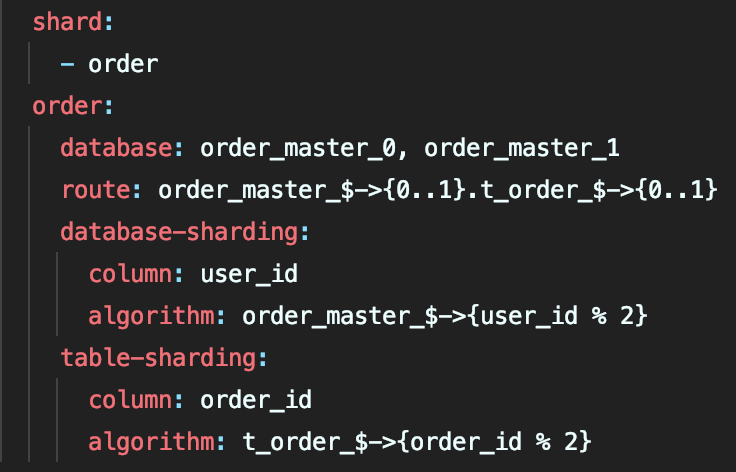 shard:
  - order
order:
  database: order_master_0, order_master_1
  route: order_master_$->{0..1}.t_order_$->{0..1}
  database-sharding:
    column: user_id
    algorithm: order_master_$->{user_id % 2}
  table-sharding:
    column: order_id
    algorithm: t_order_$->{order_id % 2}